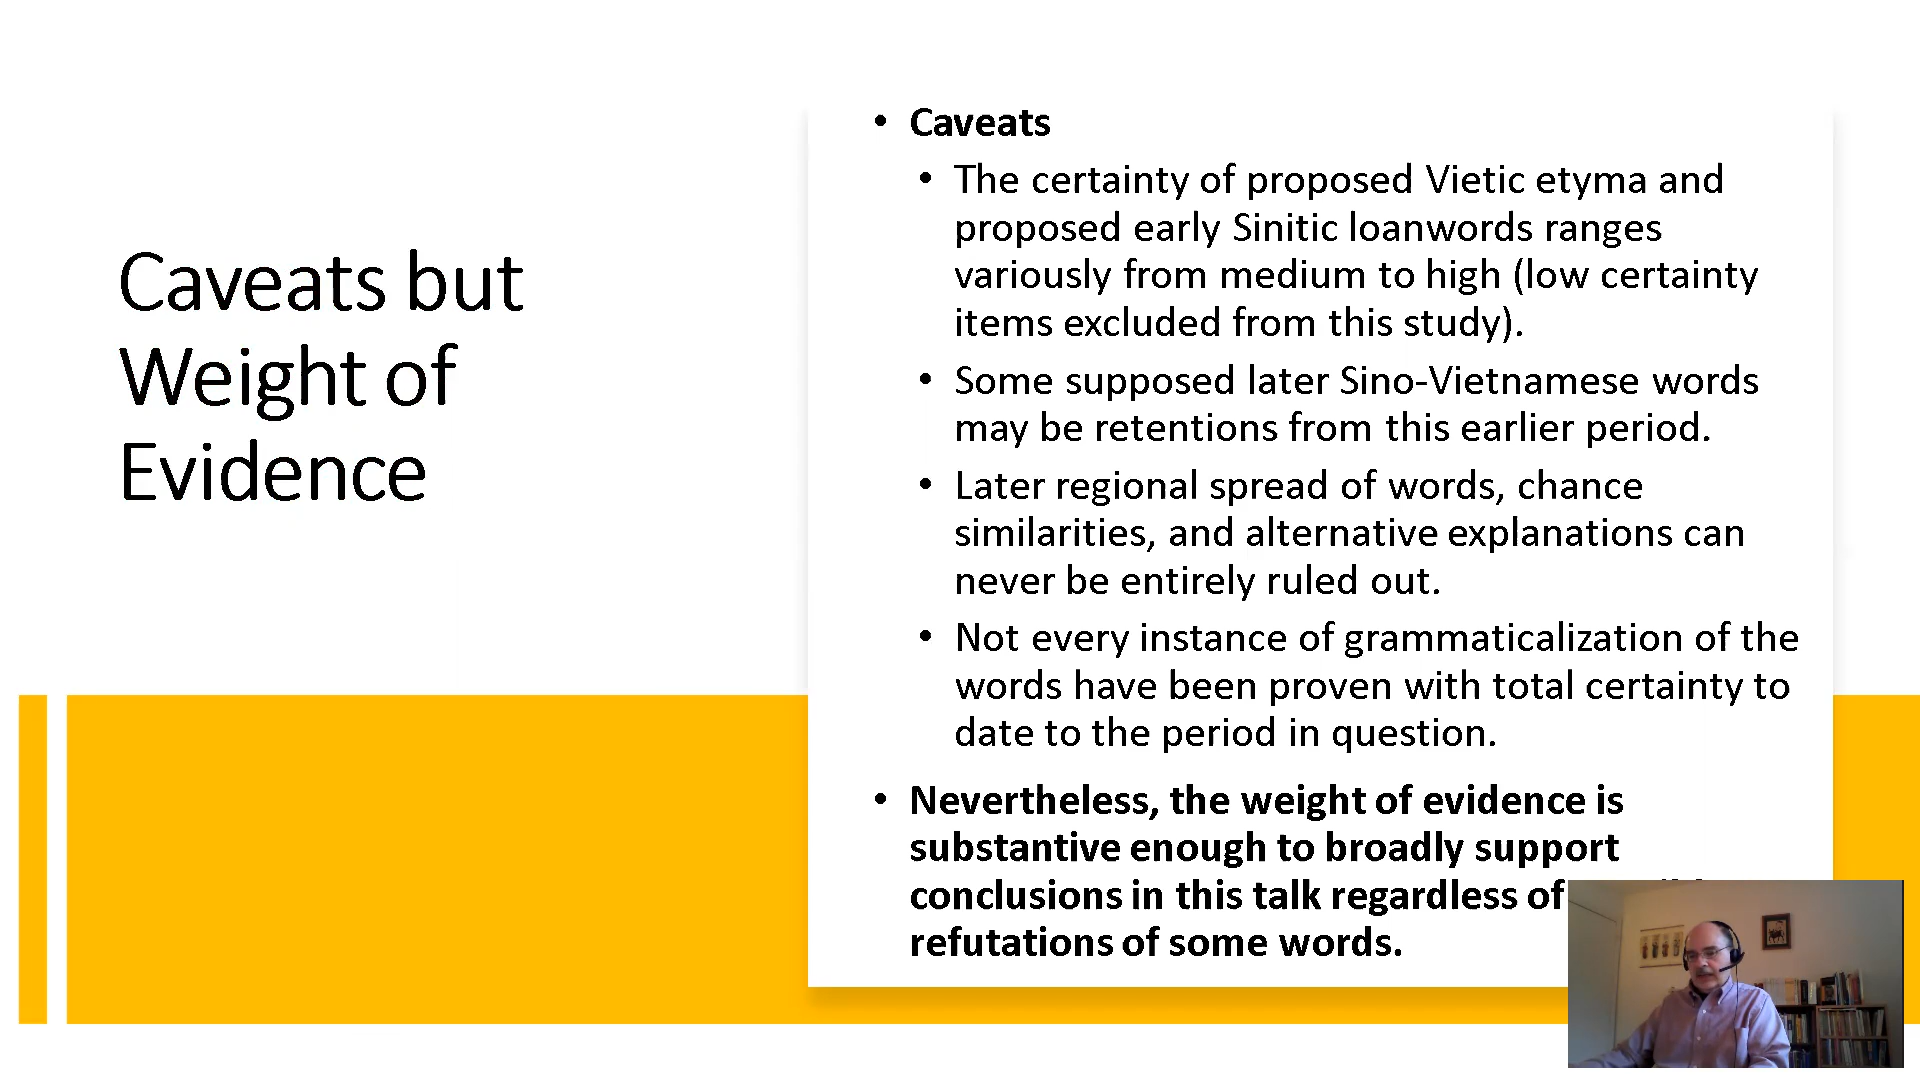 Caveats but
Weight of
Evidence
• Caveats
• The certainty of proposed Vietic etyma and
proposed early Sinitic loanwords ranges
variously from medium to high (low certainty
items excluded from this study).
• Some supposed later Sino-Vietnamese words
may be retentions from this earlier period.
• Later regional spread of words, chance
similarities, and alternative explanations can
never be entirely ruled out.
• Not every instance of grammaticalization of the
words have been proven with total certainty to
date to the period in question.
• Nevertheless, the weight of evidence is
substantive enough to broadly support
conclusions in this talk regardless of
refutations of some words.